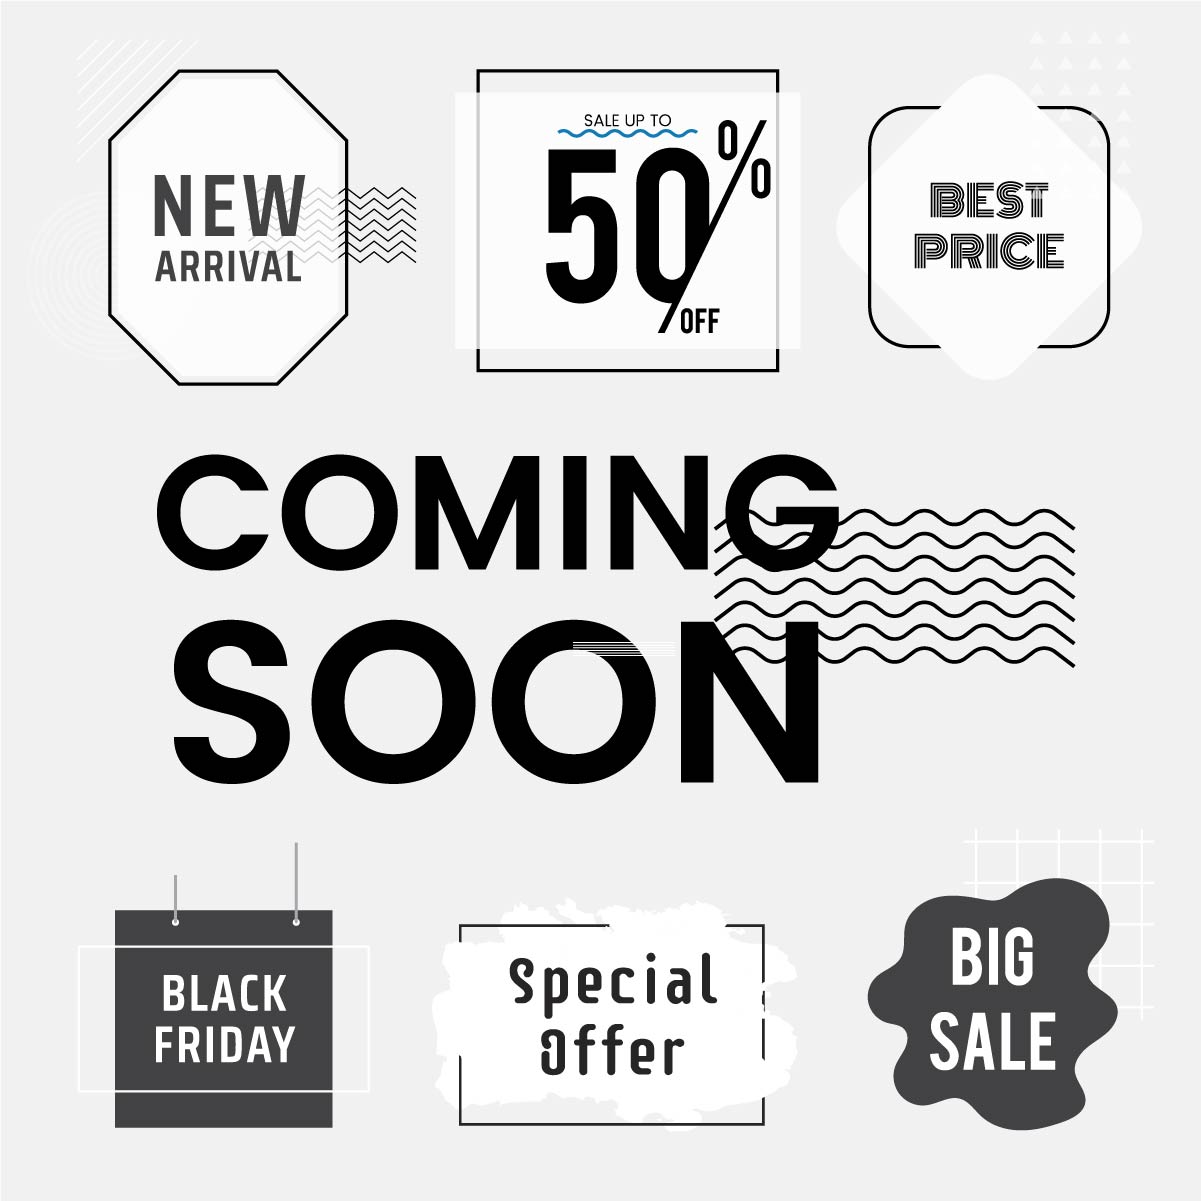 NEW
ARRIVAL
SALE UP TO
50%
OFF
BEST
PRICE
COMING
SOON
BLACK
FRIDAY
Special
Offer
BIG
SALE